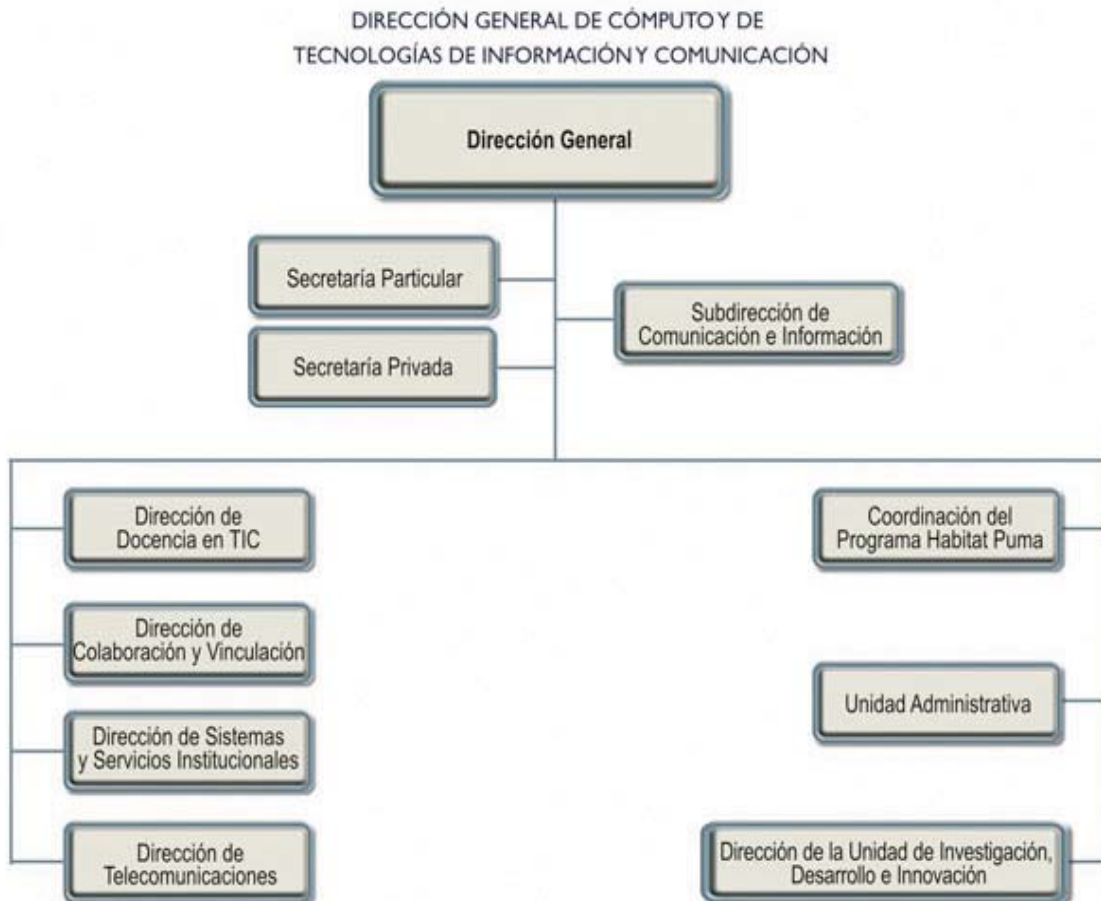 DIRECCIÓN GENERAL DE CÓMPUTO Y DE
TECNOLOGÍAS DE INFORMACIÓN Y COMUNICACIÓN
Dirección General
Secretaría Particular
Subdirección de
Comunicación e Información
Secretaría Privada
Dirección de
Docencia en TIC
Dirección de
Colaboración y Vinculación
Dirección de Sistemas
y Servicios Institucionales
Dirección de
Telecomunicaciones
Coordinación del
Programa Habitat Puma
Unidad Administrativa
Dirección de la Unidad de Investigación,
Desarrollo e Innovación